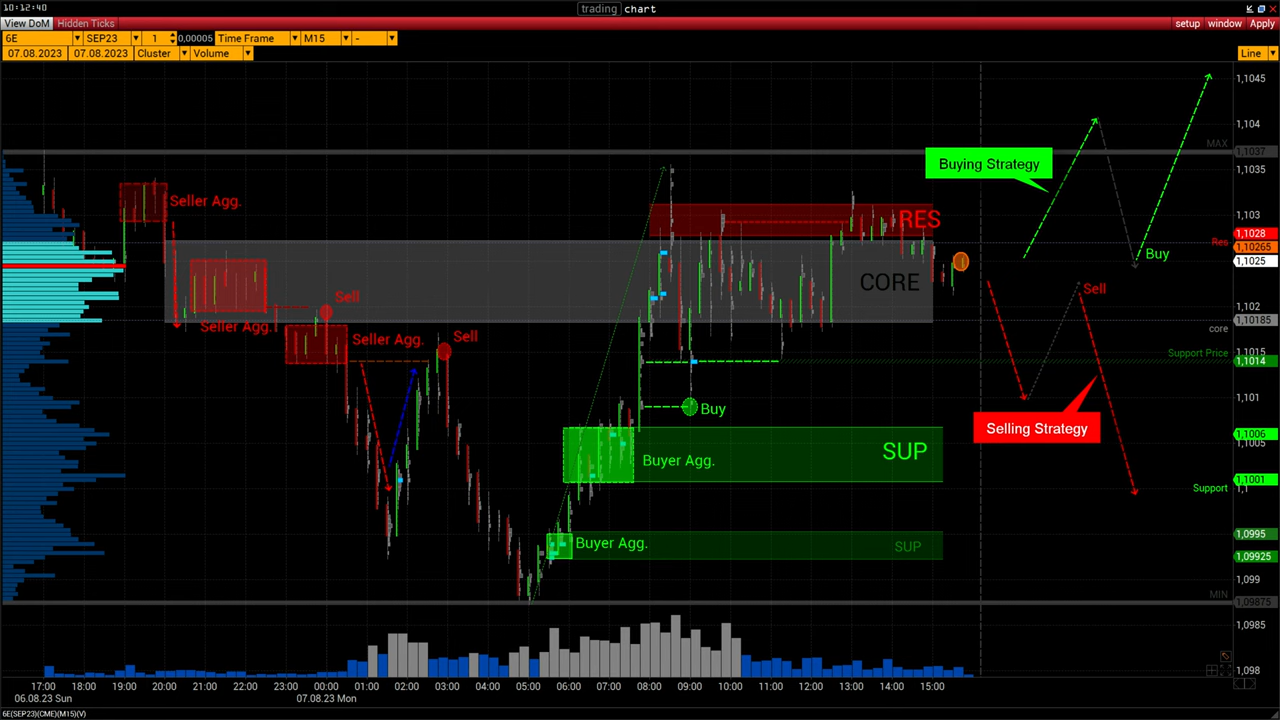 10:12:40
trading chart
View DoM Hidden Ticks setup window Apply
6E SEP23 1 0,00005 Time Frame M15 -
07.08.2023 07.08.2023 Cluster Volume Line
1,1045
1,104
MAX 1,1037
Buying Strategy
1,1035
Seller Agg.
1,103
RES
1,1028
Res 1,10265
Buy
1,1025
CORE
Sell Sell
1,102
Seller Agg. 1,10185
core
Seller Agg. Sell
1,1015
Support Price
1,1014
1,101
Buy
Selling Strategy
1,1006
1,1005
SUP
Buyer Agg.
1,1001
Support 1,1
1,0995
Buyer Agg. SUP
1,09925
1,099
MIN 1,09875
1,0985
1,098
17:00 18:00 19:00 20:00 21:00 22:00 23:00 00:00 01:00 02:00 03:00 04:00 05:00 06:00 07:00 08:00 09:00 10:00 11:00 12:00 13:00 14:00 15:00
06.08.23 Sun 07.08.23 Mon
6E(SEP23)(CME)(M15)(V)